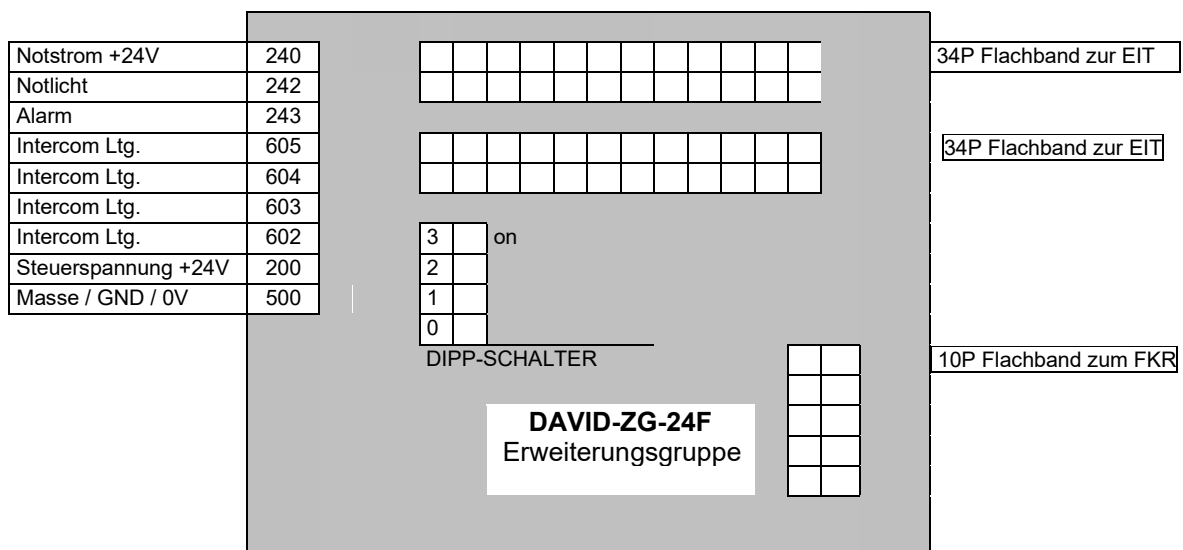 Notstrom +24V 240
34P Flachband zur EIT
Notlicht 242
Alarm 243
Intercom Ltg. 605
34P Flachband zur EIT
Intercom Ltg. 604
Intercom Ltg. 603
Intercom Ltg. 602
3 on
Steuerspannung +24V 200
2
Masse / GND / 0V 500
1
0
DIPP-SCHALTER
10P Flachband zum FKR
DAVID-ZG-24F
Erweiterungsgruppe